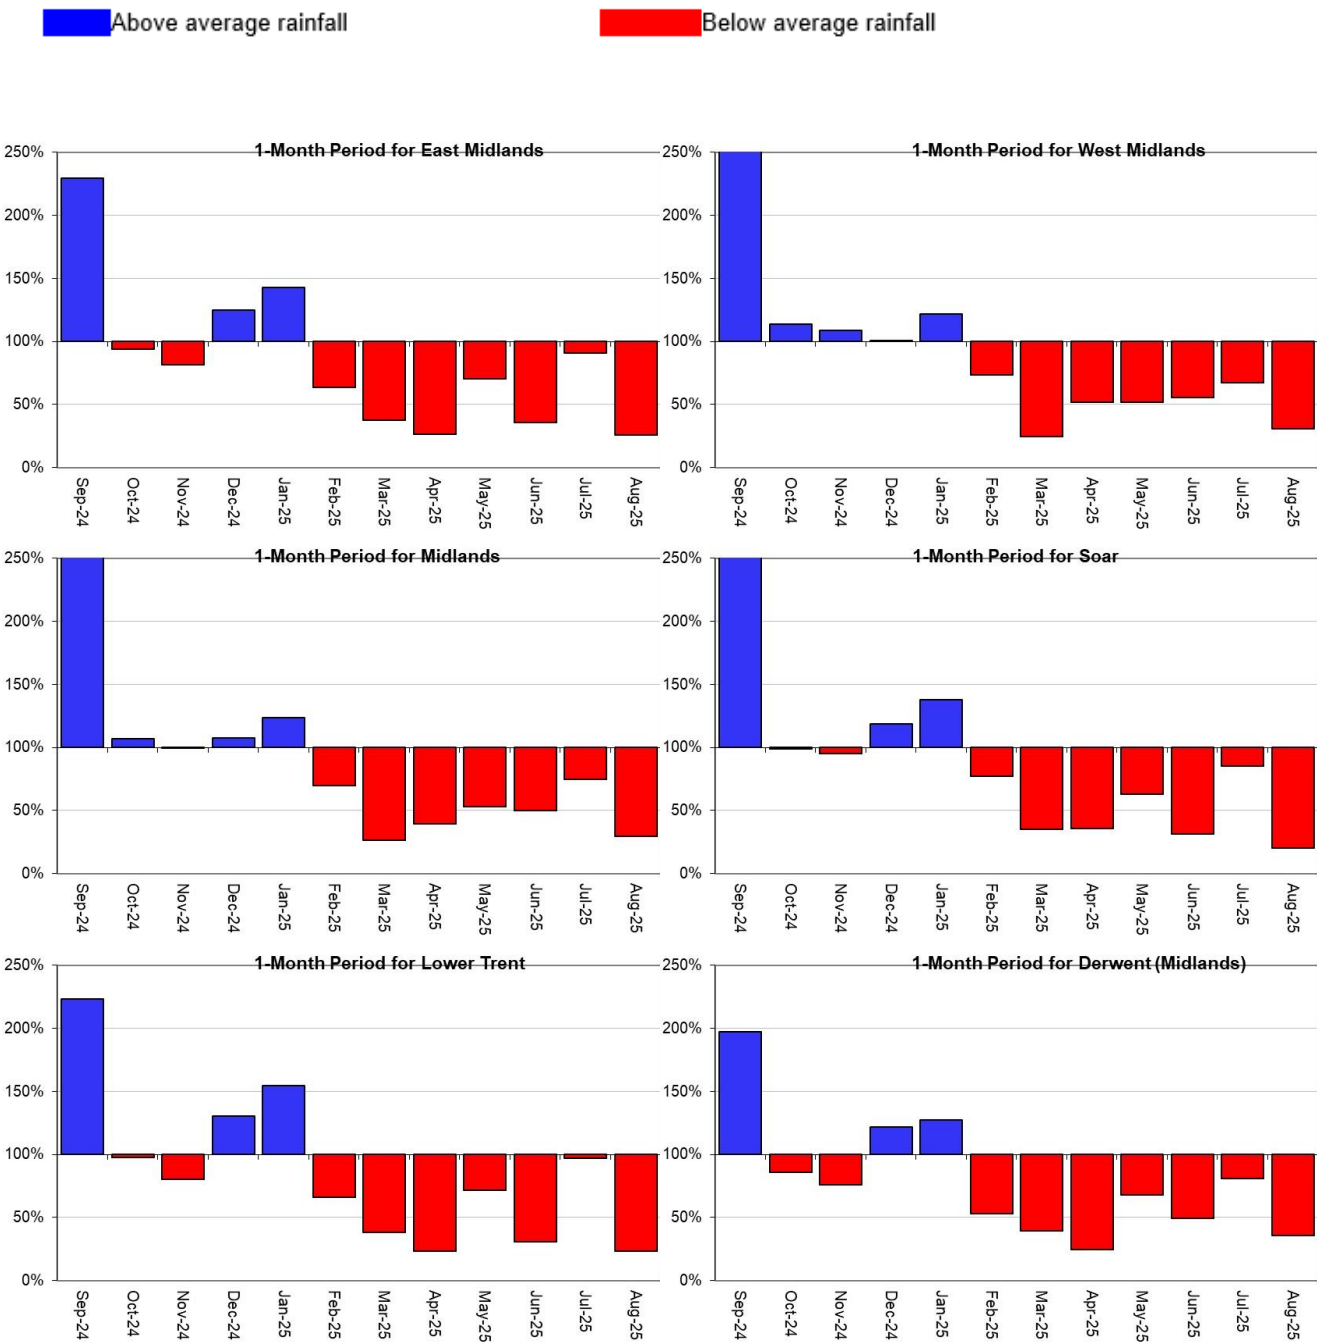 Above average rainfall
Below average rainfall
1-Month Period for East Midlands
250%
200%
150%
100%
50%
0%
Sep-24
Oct-24
Nov-24
Dec-24
Jan-25
Feb-25
Mar-25
Apr-25
May-25
Jun-25
Jul-25
Aug-25
1-Month Period for West Midlands
250%
200%
150%
100%
50%
0%
Sep-24
Oct-24
Nov-24
Dec-24
Jan-25
Feb-25
Mar-25
Apr-25
May-25
Jun-25
Jul-25
Aug-25
1-Month Period for Midlands
250%
200%
150%
100%
50%
0%
Sep-24
Oct-24
Nov-24
Dec-24
Jan-25
Feb-25
Mar-25
Apr-25
May-25
Jun-25
Jul-25
Aug-25
1-Month Period for Soar
250%
200%
150%
100%
50%
0%
Sep-24
Oct-24
Nov-24
Dec-24
Jan-25
Feb-25
Mar-25
Apr-25
May-25
Jun-25
Jul-25
Aug-25
1-Month Period for Lower Trent
250%
200%
150%
100%
50%
0%
Sep-24
Oct-24
Nov-24
Dec-24
Jan-25
Feb-25
Mar-25
Apr-25
May-25
Jun-25
Jul-25
Aug-25
1-Month Period for Derwent (Midlands)
250%
200%
150%
100%
50%
0%
Sep-24
Oct-24
Nov-24
Dec-24
Jan-25
Feb-25
Mar-25
Apr-25
May-25
Jun-25
Jul-25
Aug-25